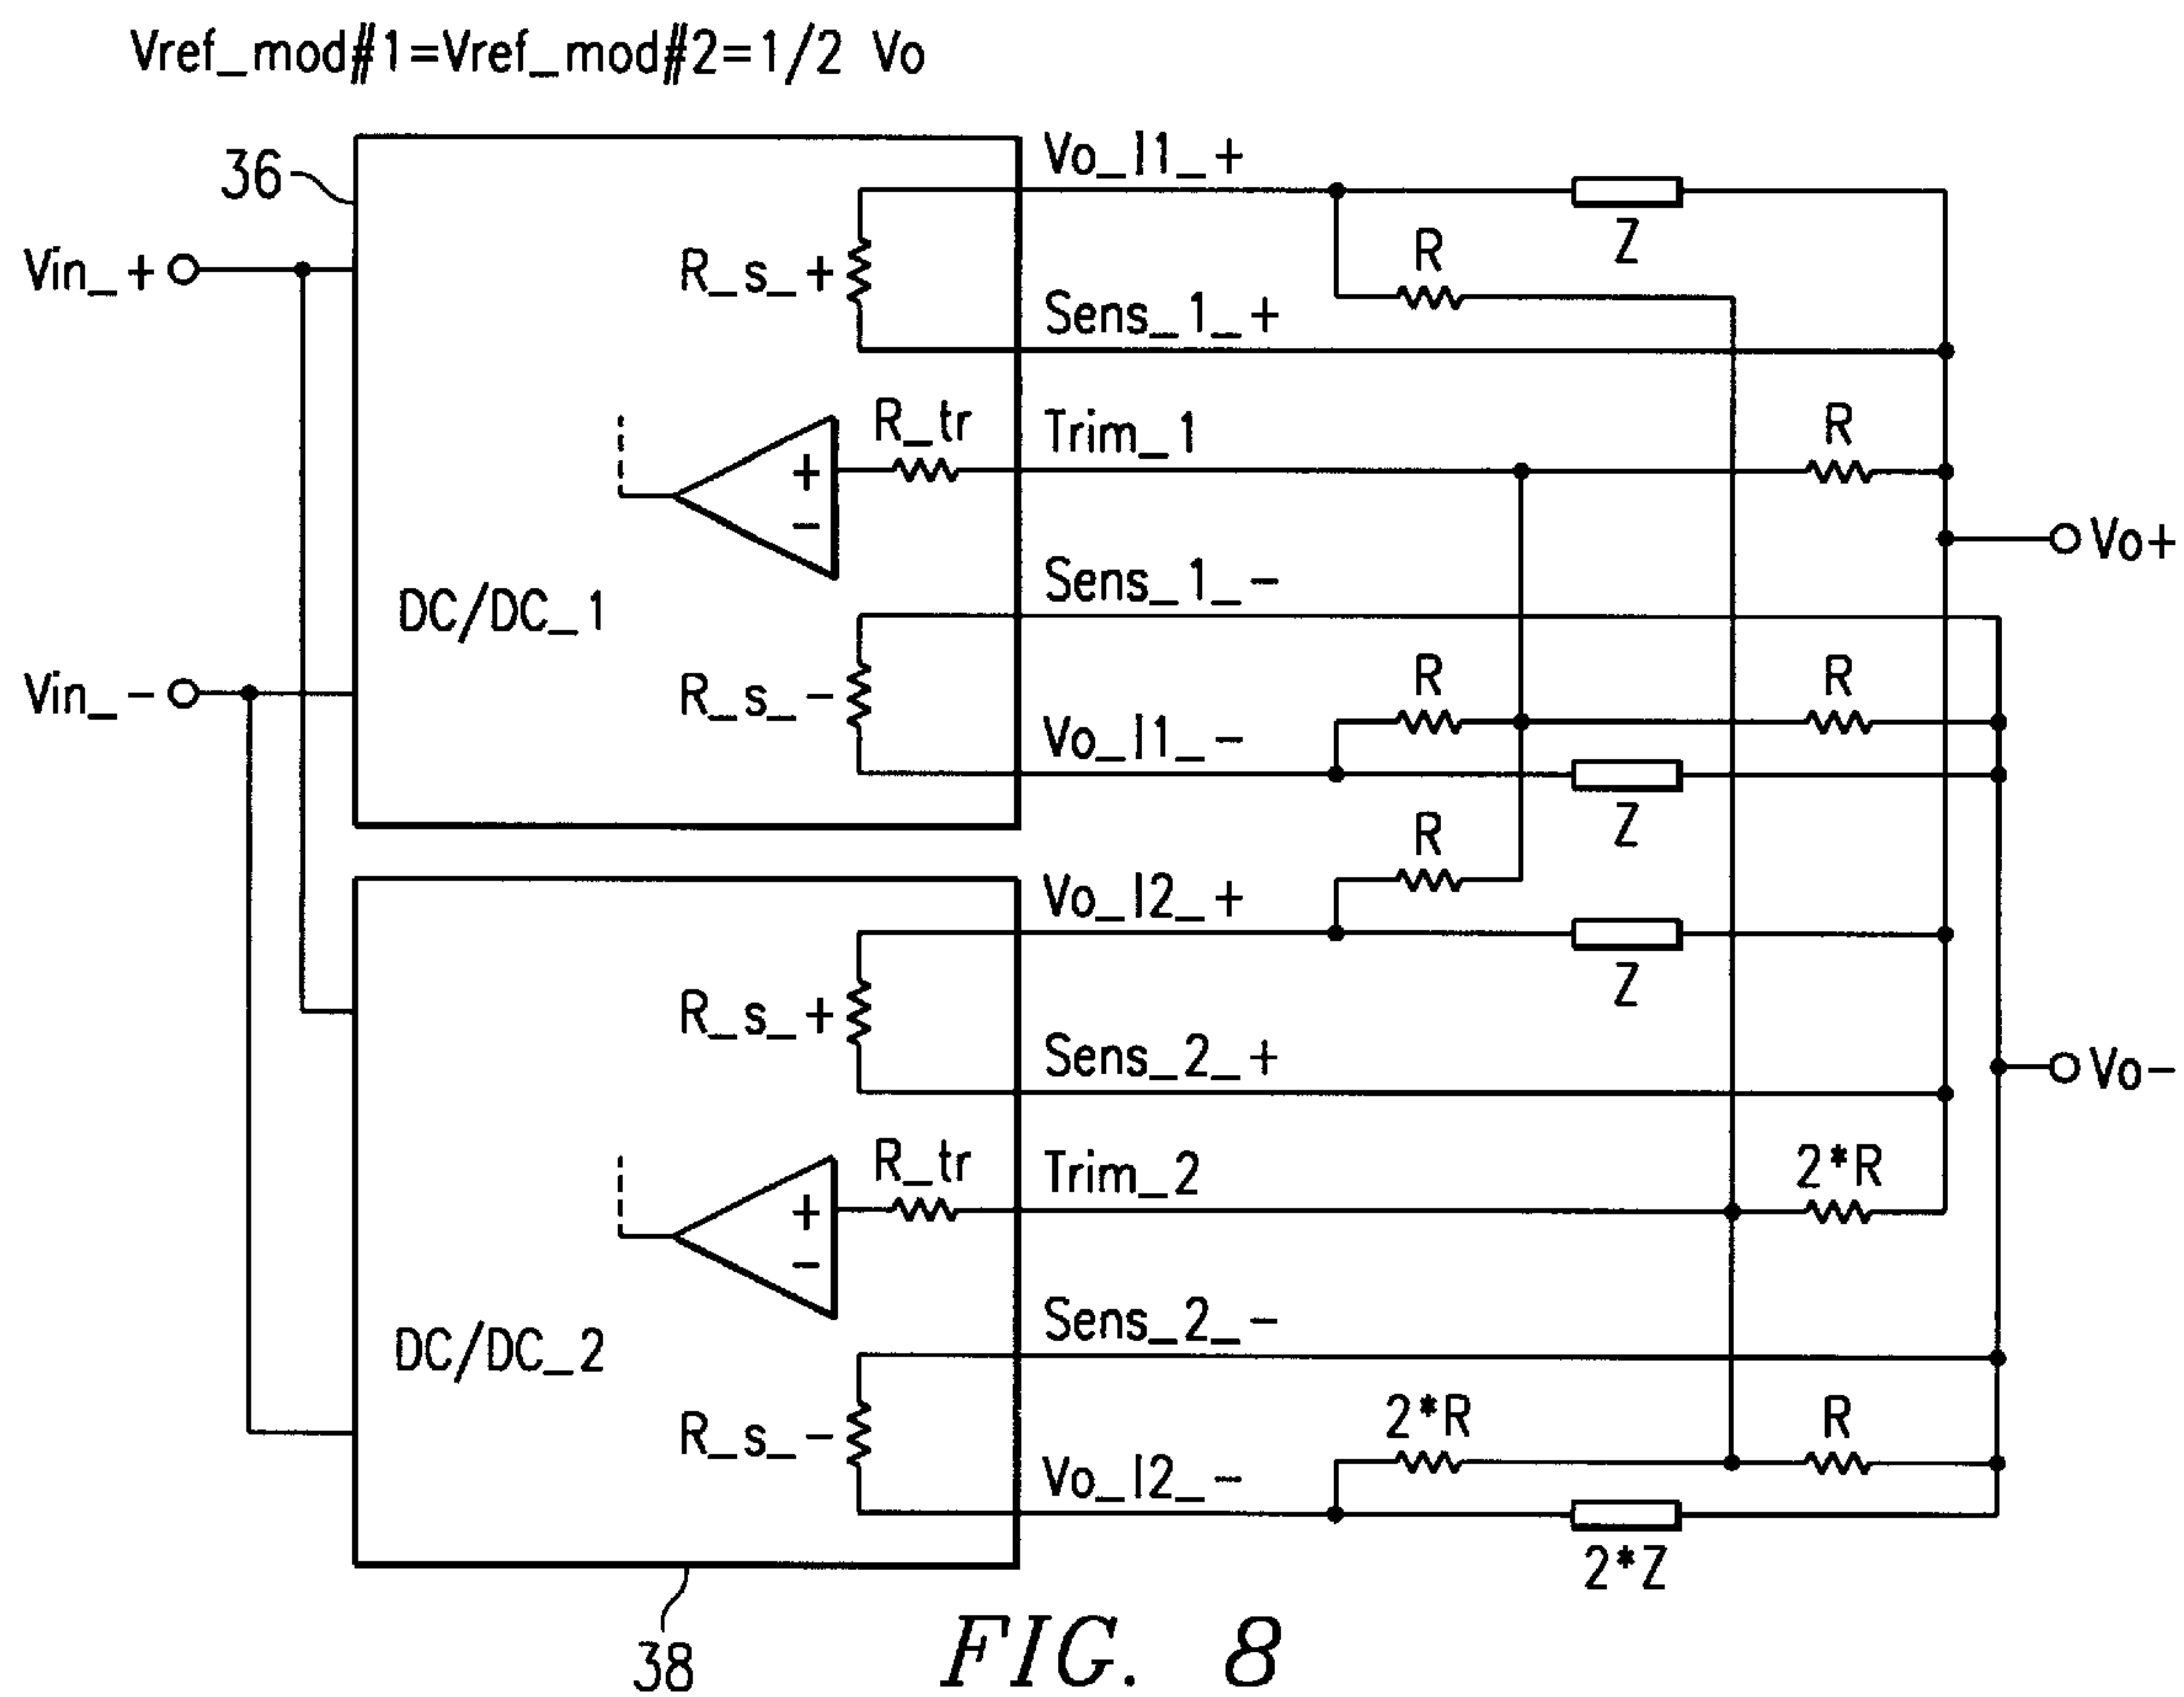 Vref_mod#1=Vref_mod#2=1/2 Vo
36
Vin_+
Vin_-
R_s_+
R_tr
+
-
DC/DC_1
R_s_-
Vo_I1_+
Sens_1_+
Trim_1
Sens_1_-
Vo_I1_-
R
Z
R
Vo+
R
R
Z
R
R_s_+
R_tr
+
-
DC/DC_2
R_s_-
Vo_I2_+
Sens_2_+
Trim_2
Sens_2_-
Vo_I2_-
Z
Vo-
2*R
2*R
R
2*Z
38
FIG. 8